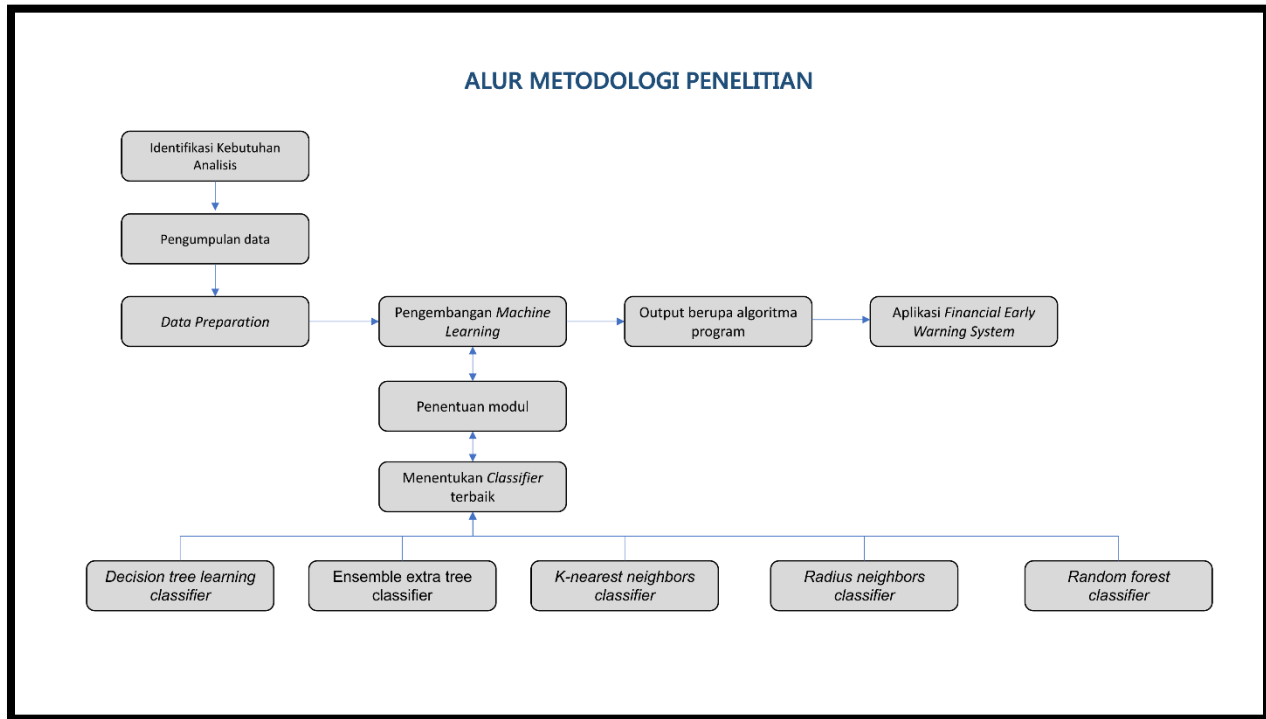 ALUR METODOLOGI PENELITIAN
Identifikasi Kebutuhan
Analisis
Pengumpulan data
Data Preparation
Pengembangan Machine
Learning
Output berupa algoritma
program
Aplikasi Financial Early
Warning System
Penentuan modul
Menentukan Classifier
terbaik
Decision tree learning
classifier
Ensemble extra tree
classifier
K-nearest neighbors
classifier
Radius neighbors
classifier
Random forest
classifier